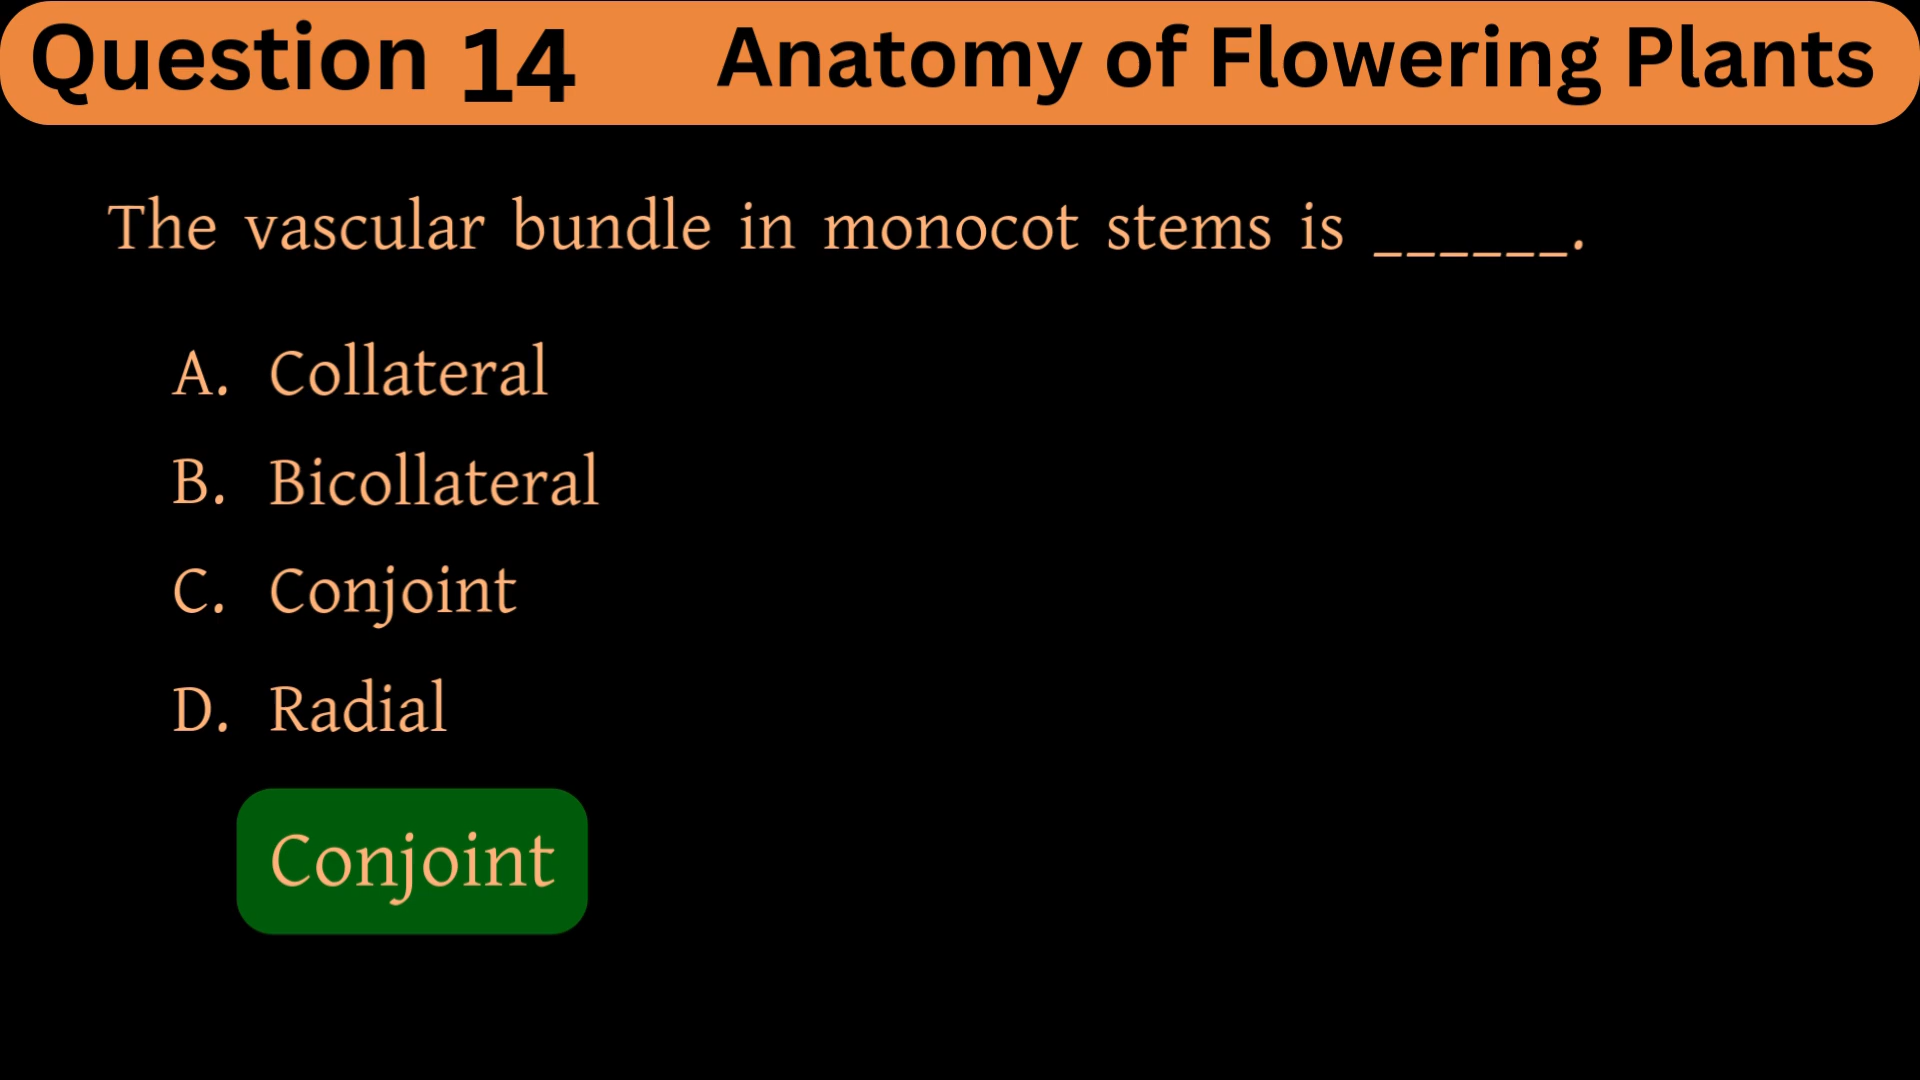 Question 14 Anatomy of Flowering Plants
The vascular bundle in monocot stems is ______.
A. Collateral
B. Bicollateral
C. Conjoint
D. Radial
Conjoint